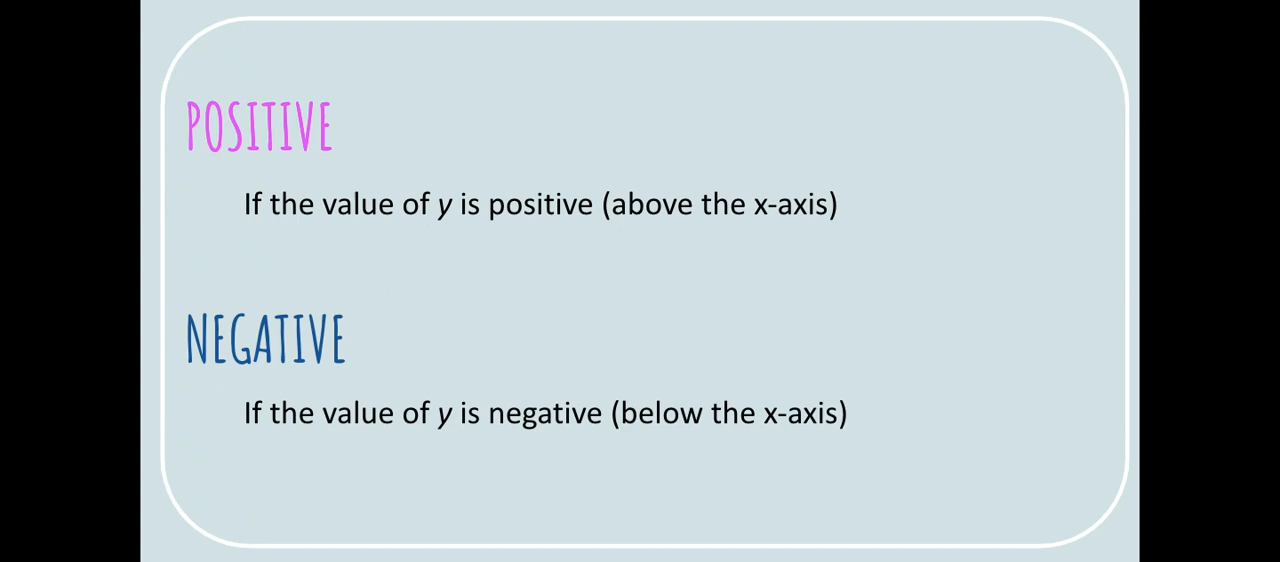 POSITIVE
If the value of y is positive (above the x-axis)
NEGATIVE
If the value of y is negative (below the x-axis)